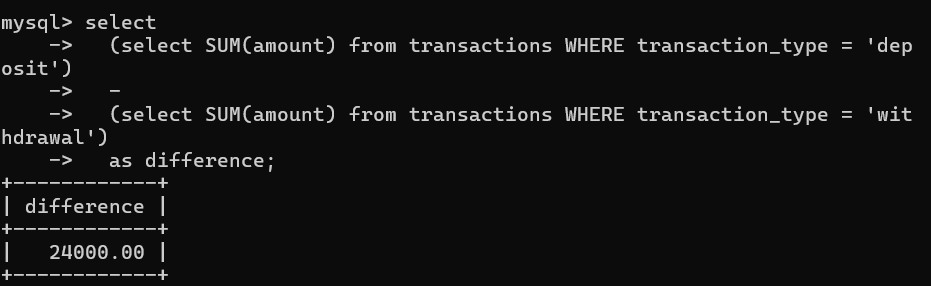 mysql> select
    ->   (select SUM(amount) from transactions WHERE transaction_type = 'dep
osit')
    ->   -
    ->   (select SUM(amount) from transactions WHERE transaction_type = 'wit
hdrawal')
    ->   as difference;
+------------+
| difference |
+------------+
|   24000.00 |
+------------+